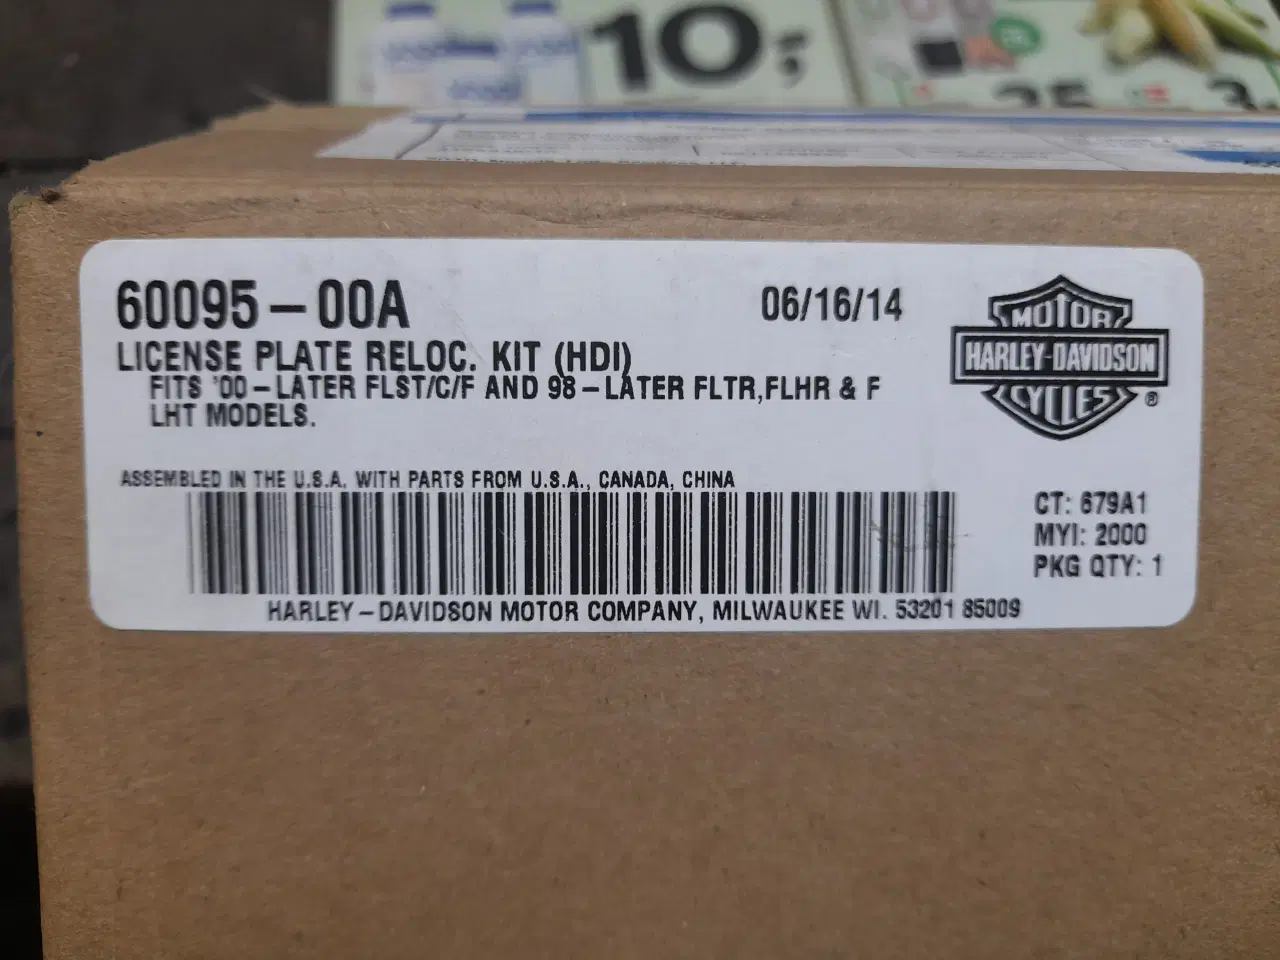 10,-
25
3,
60095-00A
06/16/14
LICENSE PLATE RELOC. KIT (HDI)
FITS '00-LATER FLST/C/F AND 98-LATER FLTR,FLHR & F
LHT MODELS.
MOTOR
HARLEY-DAVIDSON
CYCLES
®
ASSEMBLED IN THE U.S.A. WITH PARTS FROM U.S.A., CANADA, CHINA
CT: 679A1
MYI: 2000
PKG QTY: 1
HARLEY-DAVIDSON MOTOR COMPANY, MILWAUKEE WI. 53201 85009